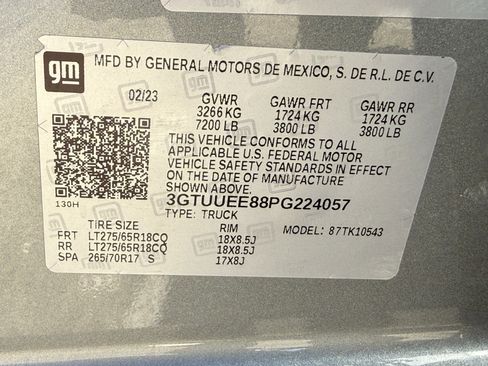 gm
MFD BY GENERAL MOTORS DE MEXICO, S. DE R.L. DE C.V.
02/23 GVWR GAWR FRT GAWR RR
3266 KG 1724 KG 1724 KG
7200 LB 3800 LB 3800 LB
THIS VEHICLE CONFORMS TO ALL
APPLICABLE U.S. FEDERAL MOTOR
VEHICLE SAFETY STANDARDS IN EFFECT
ON THE DATE OF MANUFACTURE
SHOWN ABOVE.
130H 3GTUUEE88PG224057
TYPE: TRUCK
TIRE SIZE RIM MODEL: 87TK10543
FRT LT275/65R18CQ 18X8.5J
RR LT275/65R18CQ 18X8.5J
SPA 265/70R17 S 17X8J